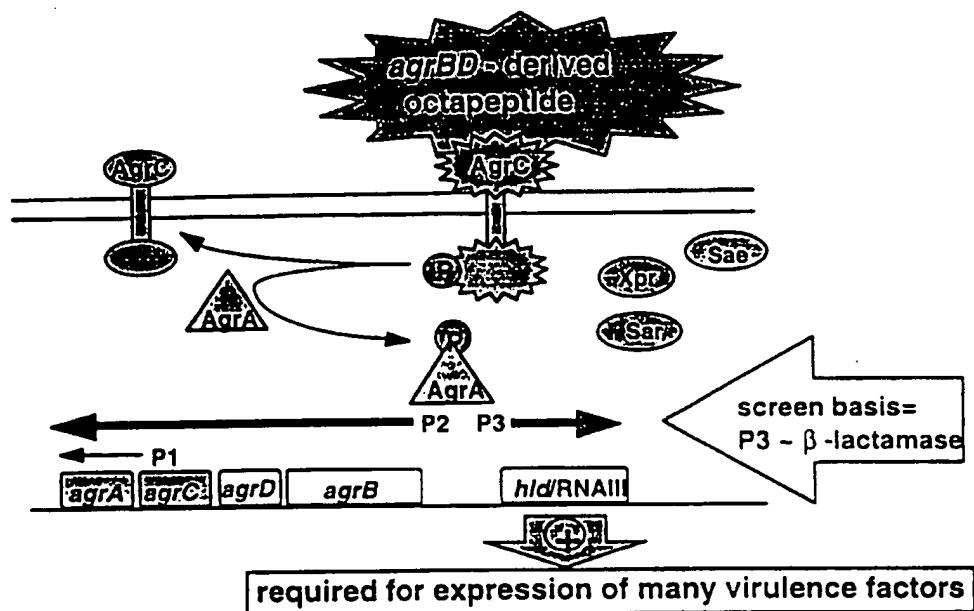 agrBD - derived
octapeptide
AgrC
AgrC
Sae
P
Xpr
AgrA
Sar
P
AgrA
screen basis=
P3 ~ β -lactamase
P2
P3
P1
agrA
agrC
agrD
agrB
hld/RNAIII
+
required for expression of many virulence factors